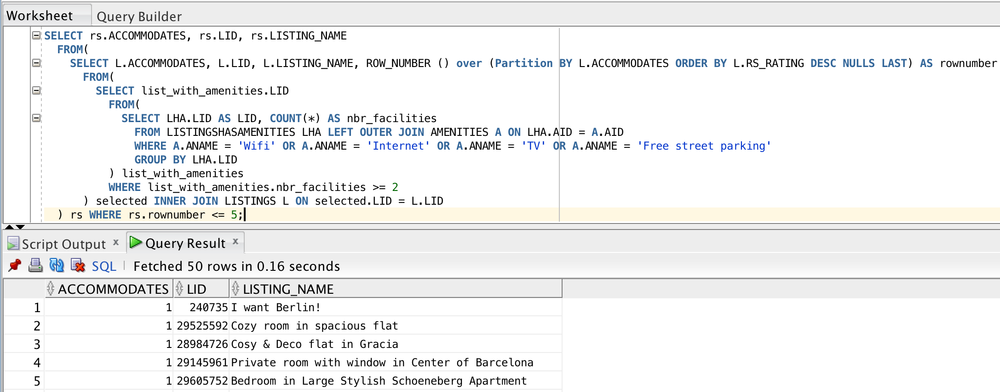 Worksheet Query Builder
SELECT rs.ACCOMMODATES, rs.LID, rs.LISTING_NAME
FROM(
SELECT L.ACCOMMODATES, L.LID, L.LISTING_NAME, ROW_NUMBER () over (Partition BY L.ACCOMMODATES ORDER BY L.RS_RATING DESC NULLS LAST) AS rownumber
FROM(
SELECT list_with_amenities.LID
FROM(
SELECT LHA.LID AS LID, COUNT(*) AS nbr_facilities
FROM LISTINGSHASAMENITIES LHA LEFT OUTER JOIN AMENITIES A ON LHA.AID = A.AID
WHERE A.ANAME = 'Wifi' OR A.ANAME = 'Internet' OR A.ANAME = 'TV' OR A.ANAME = 'Free street parking'
GROUP BY LHA.LID
) list_with_amenities
WHERE list_with_amenities.nbr_facilities >= 2
) selected INNER JOIN LISTINGS L ON selected.LID = L.LID
) rs WHERE rs.rownumber <= 5;
Script Output x Query Result x
SQL | Fetched 50 rows in 0.16 seconds
ACCOMMODATES LID LISTING_NAME
1 1 240735 I want Berlin!
2 1 29525592 Cozy room in spacious flat
3 1 28984726 Cosy & Deco flat in Gracia
4 1 29145961 Private room with window in Center of Barcelona
5 1 29605752 Bedroom in Large Stylish Schoeneberg Apartment